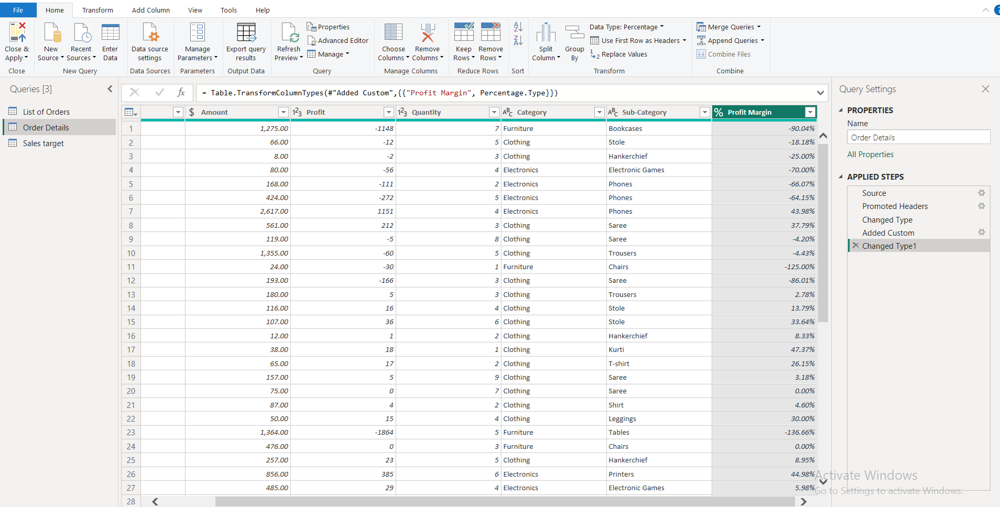 File Home Transform Add Column View Tools Help
Close & Apply
Close
New Source
Recent Sources
Enter Data
New Query
Data source settings
Data Sources
Manage Parameters
Parameters
Export query results
Output Data
Refresh Preview
Properties
Advanced Editor
Manage
Query
Choose Columns
Remove Columns
Manage Columns
Keep Rows
Remove Rows
Reduce Rows
Sort
Split Column
Group By
Data Type: Percentage
Use First Row as Headers
Replace Values
Transform
Merge Queries
Append Queries
Combine Files
Combine
Queries [3]
List of Orders
Order Details
Sales target
fx = Table.TransformColumnTypes(#"Added Custom",{{"Profit Margin", Percentage.Type}})
$ Amount 123 Profit 123 Quantity ABC Category ABC Sub-Category % Profit Margin
1 1,275.00 -1148 7 Furniture Bookcases -90.04%
2 66.00 -12 5 Clothing Stole -18.18%
3 8.00 -2 3 Clothing Hankerchief -25.00%
4 80.00 -56 4 Electronics Electronic Games -70.00%
5 168.00 -111 2 Electronics Phones -66.07%
6 424.00 -272 5 Electronics Phones -64.15%
7 2,617.00 1151 4 Electronics Phones 43.98%
8 561.00 212 3 Clothing Saree 37.79%
9 119.00 -5 8 Clothing Saree -4.20%
10 1,355.00 -60 5 Clothing Trousers -4.43%
11 24.00 -30 1 Furniture Chairs -125.00%
12 193.00 -166 3 Clothing Saree -86.01%
13 180.00 5 3 Clothing Trousers 2.78%
14 116.00 16 4 Clothing Stole 13.79%
15 107.00 36 6 Clothing Stole 33.64%
16 12.00 1 2 Clothing Hankerchief 8.33%
17 38.00 18 1 Clothing Kurti 47.37%
18 65.00 17 2 Clothing T-shirt 26.15%
19 157.00 5 9 Clothing Saree 3.18%
20 75.00 0 7 Clothing Saree 0.00%
21 87.00 4 2 Clothing Shirt 4.60%
22 50.00 15 4 Clothing Leggings 30.00%
23 1,364.00 -1864 5 Furniture Tables -136.66%
24 476.00 0 3 Furniture Chairs 0.00%
25 257.00 23 5 Clothing Hankerchief 8.95%
26 856.00 385 6 Electronics Printers 44.98%
27 485.00 29 4 Electronics Electronic Games 5.98%
28
Query Settings
PROPERTIES
Name
Order Details
All Properties
APPLIED STEPS
Source
Promoted Headers
Changed Type
Added Custom
Changed Type1
Activate Windows
Go to Settings to activate Windows.